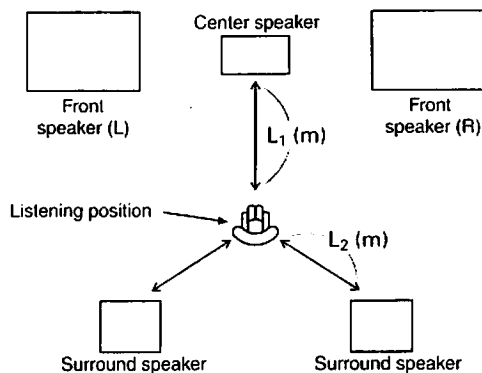 Center speaker
Front
speaker (L)
Front
speaker (R)
L₁ (m)
Listening position
L₂ (m)
Surround speaker
Surround speaker